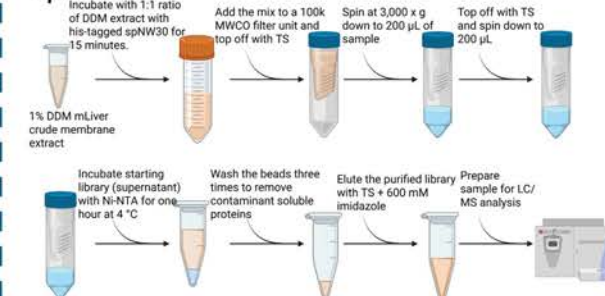 Incubate with 1:1 ratio
of DDM extract with
his-tagged spNW30 for
15 minutes.
Add the mix to a 100k
MWCO filter unit and
top off with TS
Spin at 3,000 x g
down to 200 µL of
sample
Top off with TS
and spin down to
200 µL
1% DDM mLiver
crude membrane
extract
Incubate starting
library (supernatant)
with Ni-NTA for one
hour at 4 °C
Wash the beads three
times to remove
contaminant soluble
proteins
Elute the purified library
with TS + 600 mM
imidazole
Prepare
sample for LC/
MS analysis